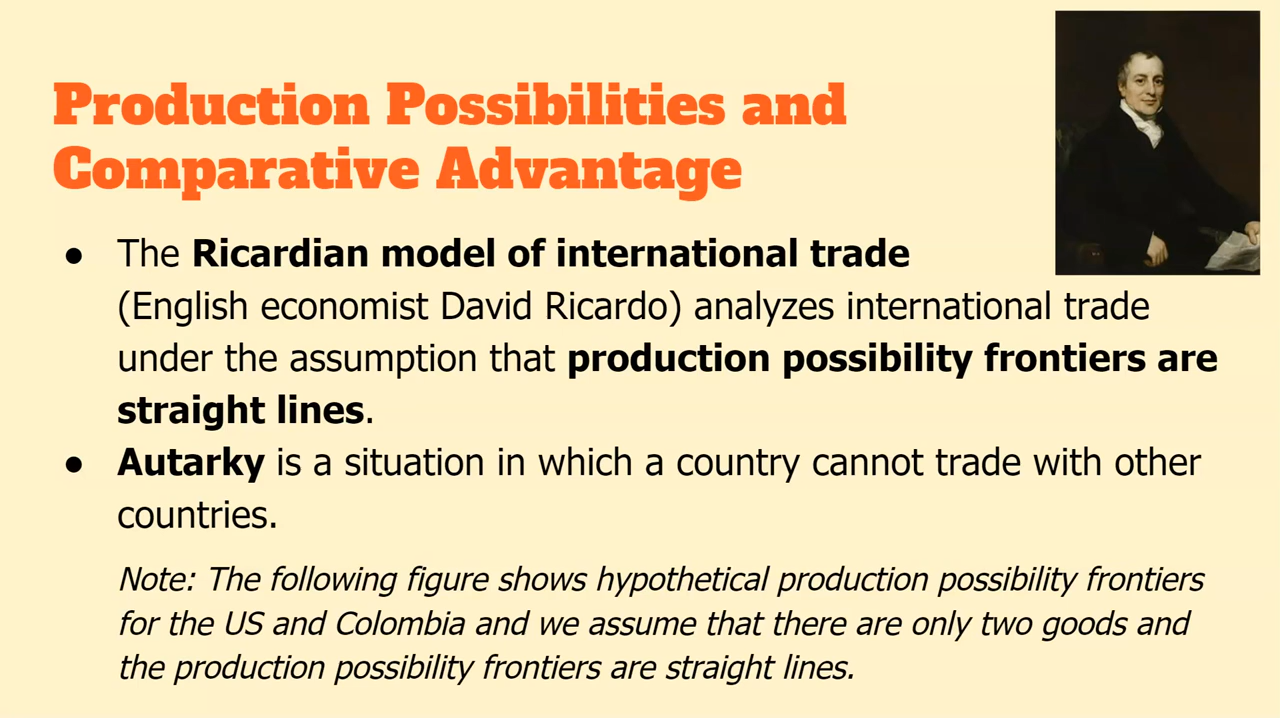 Production Possibilities and
Comparative Advantage
● The Ricardian model of international trade
(English economist David Ricardo) analyzes international trade
under the assumption that production possibility frontiers are
straight lines.
● Autarky is a situation in which a country cannot trade with other
countries.
Note: The following figure shows hypothetical production possibility frontiers
for the US and Colombia and we assume that there are only two goods and
the production possibility frontiers are straight lines.